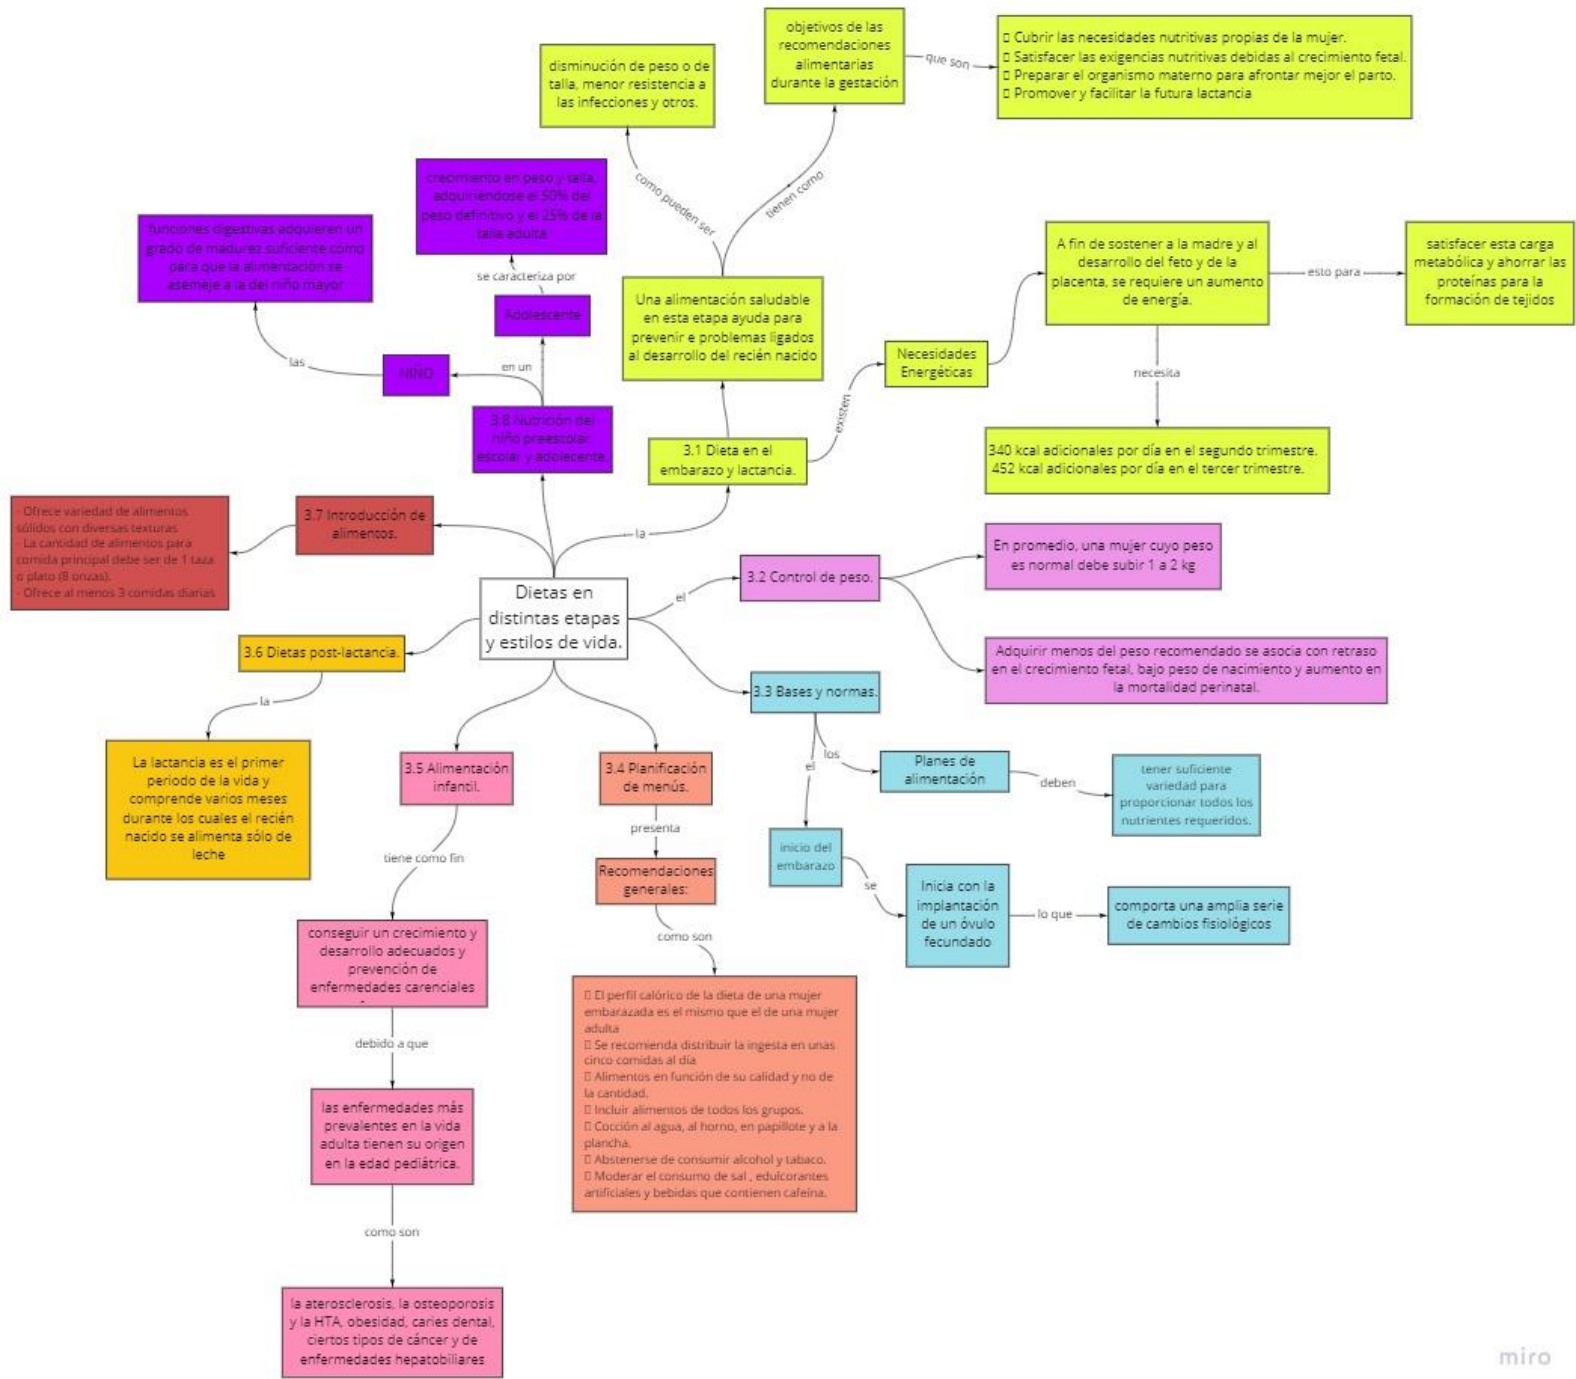 objetivos de las
recomendaciones
alimentarias
durante la gestación
que son
▯ Cubrir las necesidades nutritivas propias de la mujer.
▯ Satisfacer las exigencias nutritivas debidas al crecimiento fetal.
▯ Preparar el organismo materno para afrontar mejor el parto.
▯ Promover y facilitar la futura lactancia
disminución de peso o de
talla, menor resistencia a
las infecciones y otros.
como pueden ser
tienen como
crecimiento en peso y talla,
adquiriéndose el 50% del
peso definitivo y el 25% de la
talla adulta
funciones digestivas adquieren un
grado de madurez suficiente como
para que la alimentación se
asemeje a la del niño mayor
se caracteriza por
Adolescente
las
NIÑO
en un
3.8 Nutrición del
niño preescolar,
escolar y adolecente.
Una alimentación saludable
en esta etapa ayuda para
prevenir e problemas ligados
al desarrollo del recién nacido
3.1 Dieta en el
embarazo y lactancia.
existen
Necesidades
Energéticas
A fin de sostener a la madre y al
desarrollo del feto y de la
placenta, se requiere un aumento
de energía.
esto para
satisfacer esta carga
metabólica y ahorrar las
proteínas para la
formación de tejidos
necesita
340 kcal adicionales por día en el segundo trimestre.
452 kcal adicionales por día en el tercer trimestre.
- Ofrece variedad de alimentos
sólidos con diversas texturas
- La cantidad de alimentos para
comida principal debe ser de 1 taza
o plato (8 onzas).
- Ofrece al menos 3 comidas diarias
3.7 Introducción de
alimentos.
la
Dietas en
distintas etapas
y estilos de vida.
el
3.2 Control de peso.
En promedio, una mujer cuyo peso
es normal debe subir 1 a 2 kg
Adquirir menos del peso recomendado se asocia con retraso
en el crecimiento fetal, bajo peso de nacimiento y aumento en
la mortalidad perinatal.
3.6 Dietas post-lactancia.
la
La lactancia es el primer
periodo de la vida y
comprende varios meses
durante los cuales el recién
nacido se alimenta sólo de
leche
3.3 Bases y normas.
los
el
Planes de
alimentación
deben
tener suficiente
variedad para
proporcionar todos los
nutrientes requeridos.
inicio del
embarazo
se
Inicia con la
implantación
de un óvulo
fecundado
lo que
comporta una amplia serie
de cambios fisiológicos
3.5 Alimentación
infantil.
tiene como fin
conseguir un crecimiento y
desarrollo adecuados y
prevención de
enfermedades carenciales
debido a que
las enfermedades más
prevalentes en la vida
adulta tienen su origen
en la edad pediátrica.
como son
la aterosclerosis, la osteoporosis
y la HTA, obesidad, caries dental,
ciertos tipos de cáncer y de
enfermedades hepatobiliares
3.4 Planificación
de menús.
presenta
Recomendaciones
generales:
como son
▯ El perfil calórico de la dieta de una mujer
embarazada es el mismo que el de una mujer
adulta
▯ Se recomienda distribuir la ingesta en unas
cinco comidas al día
▯ Alimentos en función de su calidad y no de
la cantidad.
▯ Incluir alimentos de todos los grupos.
▯ Cocción al agua, al horno, en papillote y a la
plancha.
▯ Abstenerse de consumir alcohol y tabaco.
▯ Moderar el consumo de sal , edulcorantes
artificiales y bebidas que contienen cafeína.
miro